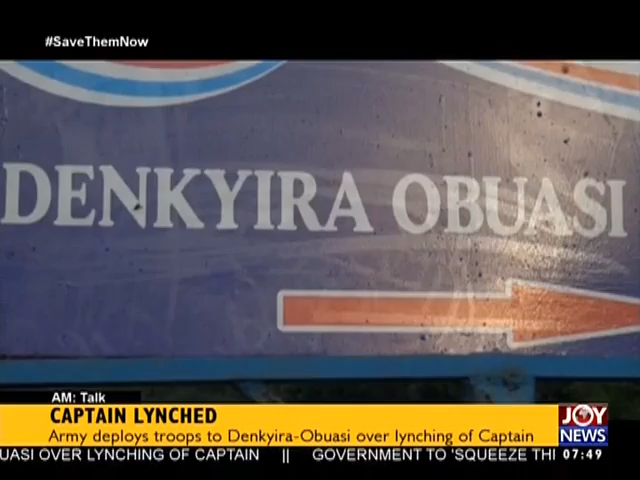 #SaveThemNow
DENKYIRA OBUASI
AM: Talk
CAPTAIN LYNCHED
Army deploys troops to Denkyira-Obuasi over lynching of Captain
JOY
NEWS
UASI OVER LYNCHING OF CAPTAIN || GOVERNMENT TO 'SQUEEZE THI
07:49